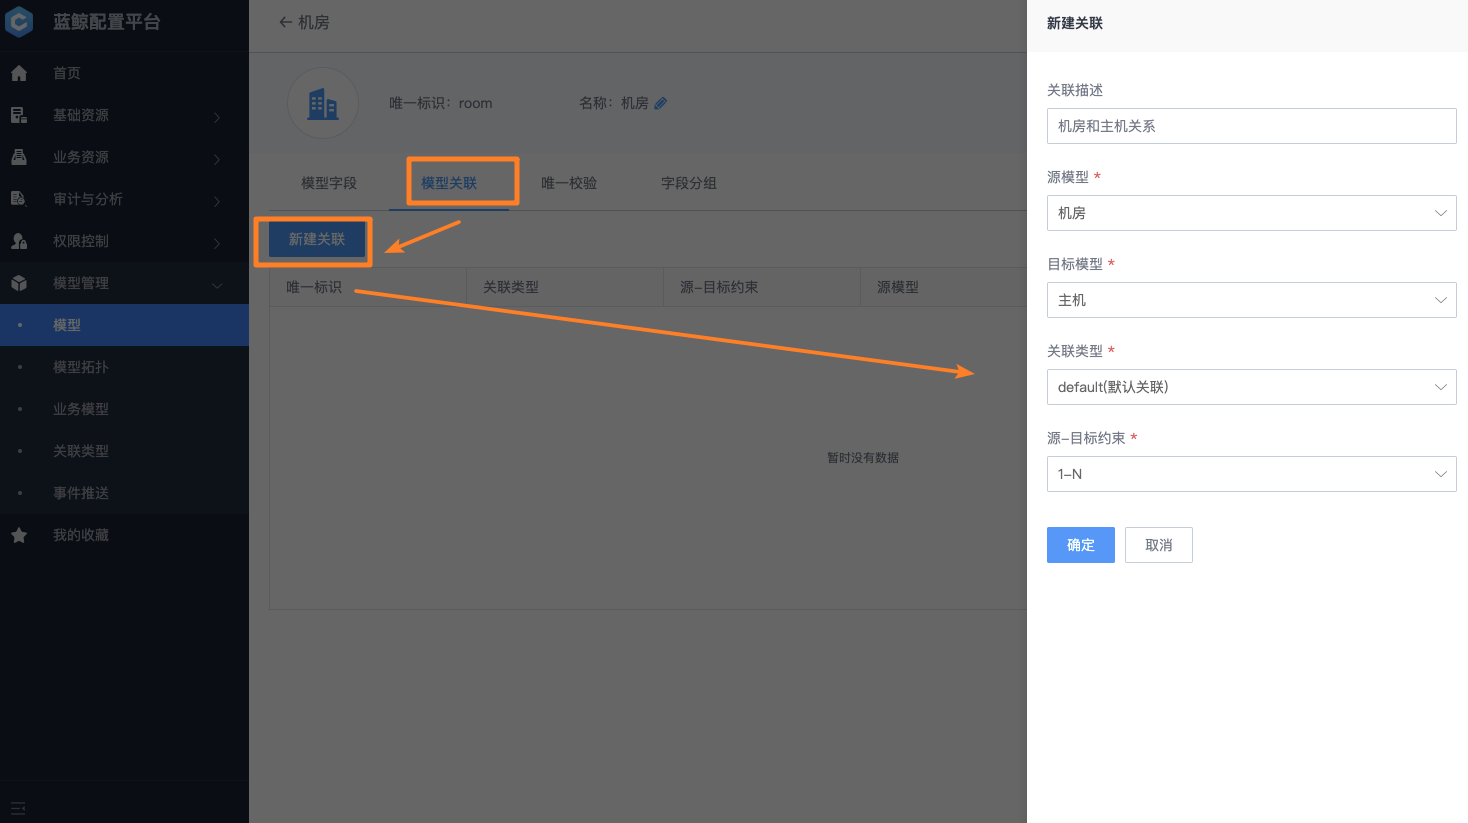 蓝鲸配置平台
首页
基础资源
业务资源
审计与分析
权限控制
模型管理
模型
模型拓扑
业务模型
关联类型
事件推送
我的收藏
机房
唯一标识：room
名称：机房
模型字段
模型关联
唯一校验
字段分组
新建关联
唯一标识
关联类型
源-目标约束
源模型
暂时没有数据
新建关联
关联描述
机房和主机关系
源模型 *
机房
目标模型 *
主机
关联类型 *
default(默认关联)
源-目标约束 *
1-N
确定
取消